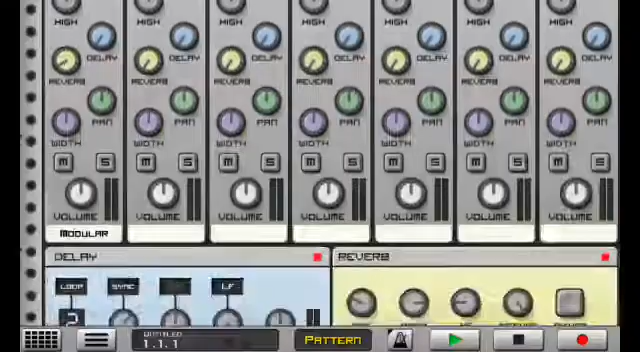 HIGH HIGH HIGH HIGH HIGH HIGH HIGH
DELAY DELAY DELAY DELAY DELAY DELAY DELAY
REVERB REVERB REVERB REVERB REVERB REVERB REVERB
PAN PAN PAN PAN PAN PAN PAN
WIDTH WIDTH WIDTH WIDTH WIDTH WIDTH WIDTH
M S M S M S M S M S M S M S
VOLUME VOLUME VOLUME VOLUME VOLUME VOLUME VOLUME
MODULAR
DELAY REVERB
LOOP SYNC LF
2
UNTITLED
1.1.1 PATTERN